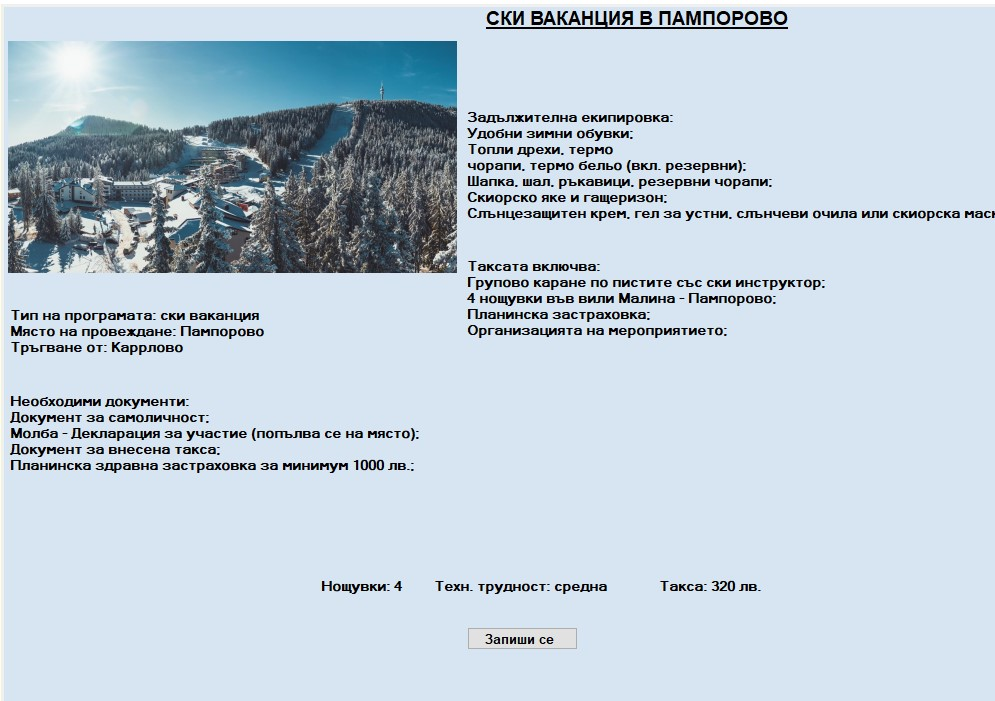 СКИ ВАКАНЦИЯ В ПАМПОРОВО
Задължителна екипировка:
Удобни зимни обувки;
Топли дрехи, термо
чорапи, термо бельо (вкл. резервни);
Шапка, шал, ръкавици, резервни чорапи;
Скиорско яке и гащеризон;
Слънцезащитен крем, гел за устни, слънчеви очила или скиорска
Таксата включва:
Групово каране по пистите със ски инструктор;
4 нощувки във вили Малина - Пампорово;
Планинска застраховка;
Организацията на мероприятието;
Тип на програмата: ски ваканция
Място на провеждане: Пампорово
Тръгване от: Каррлово
Необходими документи:
Документ за самоличност;
Молба - Декларация за участие (попълва се на място);
Документ за внесена такса;
Планинска здравна застраховка за минимум 1000 лв.;
Нощувки: 4 Техн. трудност: средна Такса: 320 лв.
Запиши се